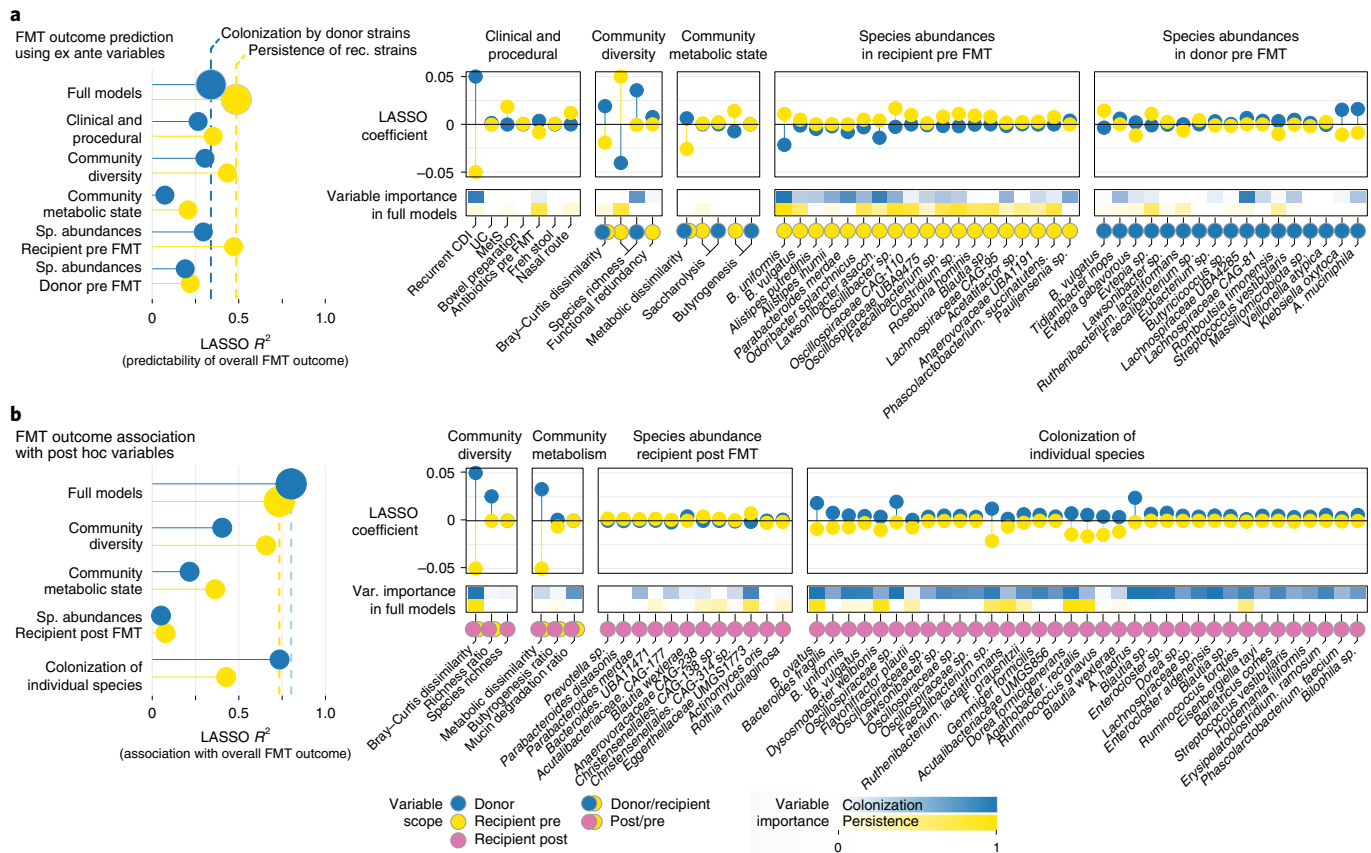 a
FMT outcome prediction
using ex ante variables
Colonization by donor strains
Persistence of rec. strains
Full models
Clinical and
procedural
Community
diversity
Community
metabolic state
Sp. abundances
Recipient pre FMT
Sp. abundances
Donor pre FMT
0
0.5
1.0
LASSO R²
(predictability of overall FMT outcome)
Clinical and
procedural
Community
diversity
Community
metabolic state
Species abundances
in recipient pre FMT
Species abundances
in donor pre FMT
0.05
LASSO
coefficient
0
−0.05
Variable importance
in full models
Recurrent CDI
UC
MetS
Bowel preparation
Antibiotics pre FMT
Freh stool
Nasal route
Bray–Curtis dissimilarity
Species richness
Functional redundancy
Metabolic dissimilarity
Saccharolysis
Butyrogenesis
B. uniformis
B. vulgatus
Alistipes putredinis
Alistipes shahii
Parabacteroides merdae
Odoribacter splanchnicus
Lawsonibacter asacch
Oscillibacter sp.
Oscillospiraceae CAG-110
Oscillospiraceae UBA9475
Faecalibacterium sp.
Clostridium sp.
Roseburia hominis
Blautia sp.
Lachnospiraceae CAG-95
Acetatifactor sp.
Anaerovoraceae UBA1191
Phascolarctobacterium. succinatutens.
Pauljensenia sp.
B. vulgatus
Tidjanibacter inops
Evtepia gabavorous
Evtepia sp.
Lawsonibacter sp.
Ruthenibacterium. lactatiformans
Faecalibacterium sp.
Eubacterium sp.
Butyricicoccus sp.
Lachnospiraceae UBA4285
Lachnospiraceae CAG-81
Romboutsia timonensis
Streptococcus vestibularis
Massiliomicrobiota sp.
Veillonella atypica
Klebsiella oxytoca
A. muciniphila
b
FMT outcome association
with post hoc variables
Full models
Community
diversity
Community
metabolic state
Sp. abundances
Recipient post FMT
Colonization of
individual species
0
0.5
1.0
LASSO R²
(association with overall FMT outcome)
Community
diversity
Community
metabolism
Species abundance
recipient post FMT
Colonization of
individual species
0.05
LASSO
coefficient
0
−0.05
Var. importance
in full models
Bray–Curtis dissimilarity
Richness ratio
Species richness
Metabolic dissimilarity
Butyrogenesis ratio
Mucin degradation ratio
Prevotella sp.
Parabacteroides distasonis
Parabacteroides merdae
Bacteroidales UBA11471
Acutalibacteraceae CAG-177
Blautia wexlerae
Anaerovoracaceae CAG-238
Christensenellales. CAG-138 sp.
Christensenellales. CAG-314 sp.
Eggerthellaceae UMGS1773
Actinomyces oris
Rothia mucilaginosa
B. ovatus
Bacteroides fragilis
B. uniformis
B. vulgatus
Dysosmobacter welbionis
Oscillospiraceae sp.
Flavonifractor plautii
Lawsonibacter sp.
Oscillospiraceae sp.
Oscillospiraceae sp.
Faecalibacterium sp.
Ruthenibacterium. lactatiformans
F. prausnitzii
Gemmiger formicilis
Acutalibacteriaceae UMGS856
Dorea formicigenerans
Agathobacter. rectalis
Ruminococcus gnavus
Blautia wexlerae
A. hadrus
Blautia sp.
Enterocloster sp.
Dorea sp.
Lachnospiraceae sp.
Enterocloster aldensis
Blautia sp.
Ruminococcus torques
Eisenbergiella tayi
Banamia caches
Streptococcus vestibularis
Holdemania filiformis
Erysipelatoclostridium. ramosum
Phascolarctobacterium. faecium
Bilophila sp.
Variable
scope
Donor
Recipient pre
Recipient post
Donor/recipient
Post/pre
Variable
importance
Colonization
Persistence
0
1